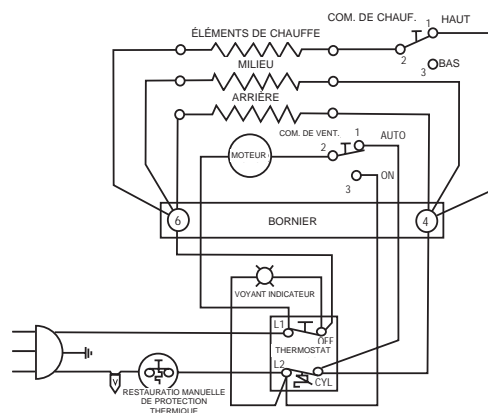 ÉLÉMENTS DE CHAUFFE
COM. DE CHAUF.
1
HAUT
2
MILIEU
3
BAS
ARRIÈRE
COM. DE VENT.
1
AUTO
2
MOTEUR
3
ON
6
BORNIER
4
VOYANT INDICATEUR
L1
OFF
THERMOSTAT
L2
CYL
V
RESTAURATIO MANUELLE
DE PROTECTION
THERMIQUE